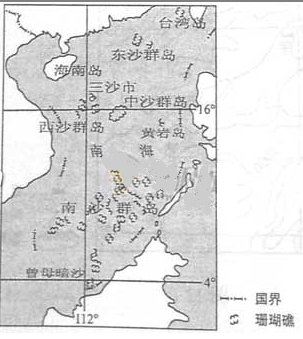 台湾岛
东沙群岛
海南岛
三沙市
中沙群岛
16°
西沙群岛
黄岩岛
南 海
南 沙 群 岛
曾母暗沙
4°
112°
国界
珊瑚礁